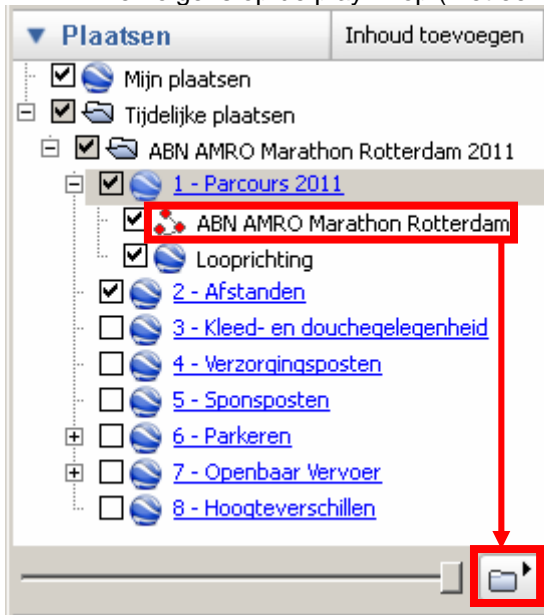 Plaatsen Inhoud toevoegen
Mijn plaatsen
Tijdelijke plaatsen
ABN AMRO Marathon Rotterdam 2011
1 - Parcours 2011
ABN AMRO Marathon Rotterdam
Looprichting
2 - Afstanden
3 - Kleed- en douchegelegenheid
4 - Verzorgingsposten
5 - Sponsposten
6 - Parkeren
7 - Openbaar Vervoer
8 - Hoogteverschillen